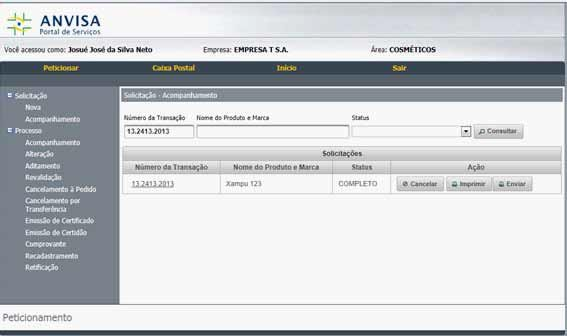 ANVISA
Portal de Serviços
Você acessou como: Josué José da Silva Neto Empresa: EMPRESA T S.A. Área: COSMÉTICOS
Peticionar Caixa Postal Início Sair
Solicitação
Nova
Acompanhamento
Processo
Acompanhamento
Alteração
Aditamento
Revalidação
Cancelamento à Pedido
Cancelamento por
Transferência
Emissão de Certificado
Emissão de Certidão
Comprovante
Recadastramento
Retificação
Solicitação - Acompanhamento
Número da Transação Nome do Produto e Marca Status
13.2413.2013 Consultar
Solicitações
Número da Transação Nome do Produto e Marca Status Ação
13.2413.2013 Xampu 123 COMPLETO Cancelar Imprimir Enviar
Peticionamento